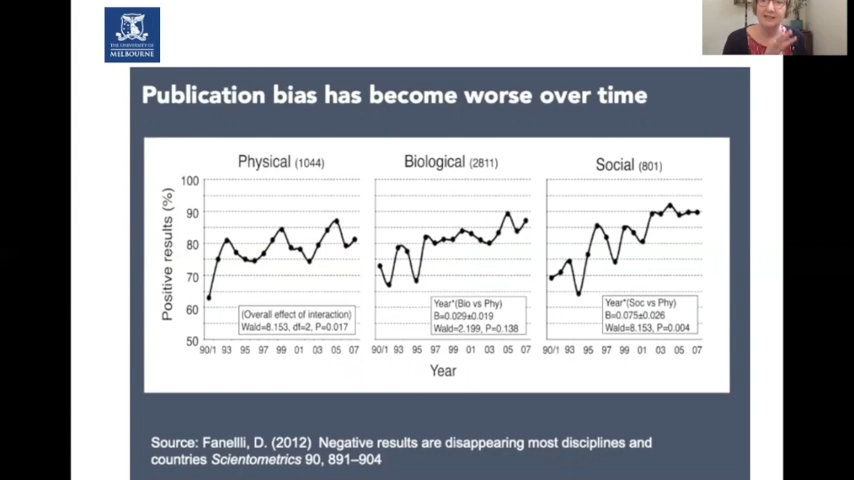 THE UNIVERSITY OF
MELBOURNE
Publication bias has become worse over time
Physical (1044)
Biological (2811)
Social (801)
Positive results (%)
100
90
80
70
60
50
(Overall effect of interaction)
Wald=8.153, df=2, P=0.017
Year*(Bio vs Phy)
B=0.029±0.019
Wald=2.199, P=0.138
Year*(Soc vs Phy)
B=0.075±0.026
Wald=8.153, P=0.004
90/1 93 95 97 99 01 03 05 07
90/1 93 95 97 99 01 03 05 07
90/1 93 95 97 99 01 03 05 07
Year
Source: Fanellli, D. (2012) Negative results are disappearing most disciplines and
countries Scientometrics 90, 891–904